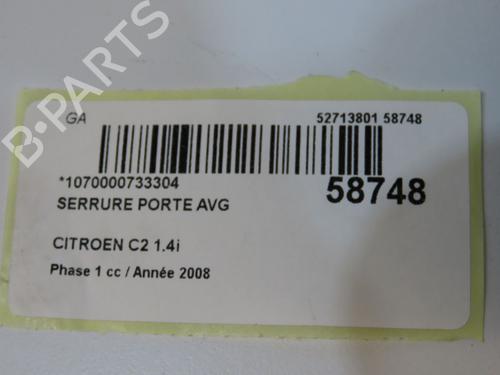 GA
52713801 58748
*1070000733304
58748
SERRURE PORTE AVG
CITROEN C2 1.4i
Phase 1 cc / Année 2008
B-PARTS